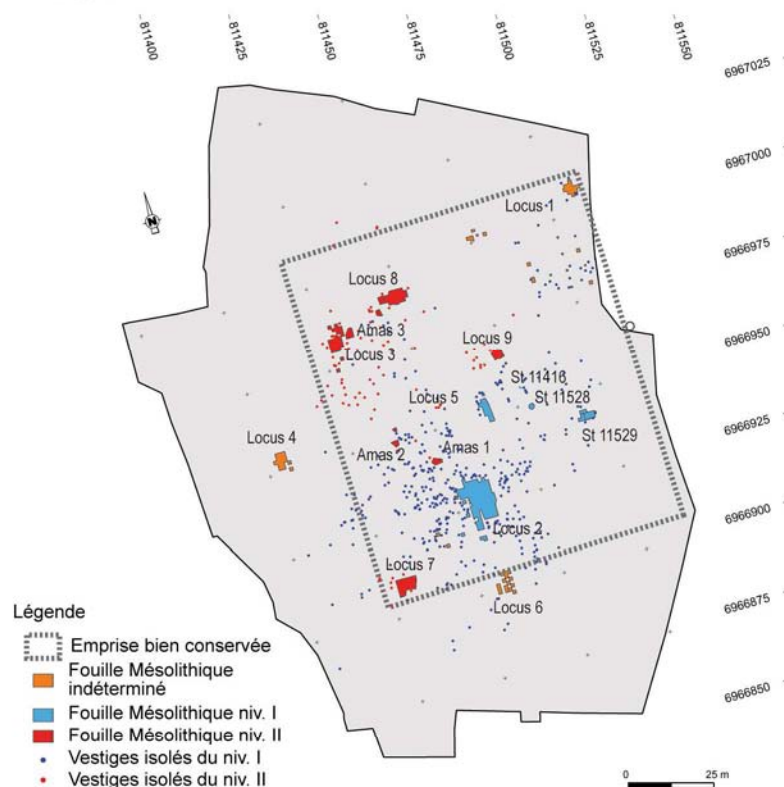 811400
811425
811450
811475
811500
811525
811550
6967025
6967000
6966975
6966950
6966925
6966900
6966875
6966850
N
Locus 1
Locus 8
Amas 3
Locus 3
Locus 9
St 11416
St 11528
Locus 5
St 11529
Locus 4
Amas 2
Amas 1
Locus 2
Locus 7
Locus 6
Légende
Emprise bien conservée
Fouille Mésolithique
indéterminé
Fouille Mésolithique niv. I
Fouille Mésolithique niv. II
Vestiges isolés du niv. I
Vestiges isolés du niv. II
0 25 m